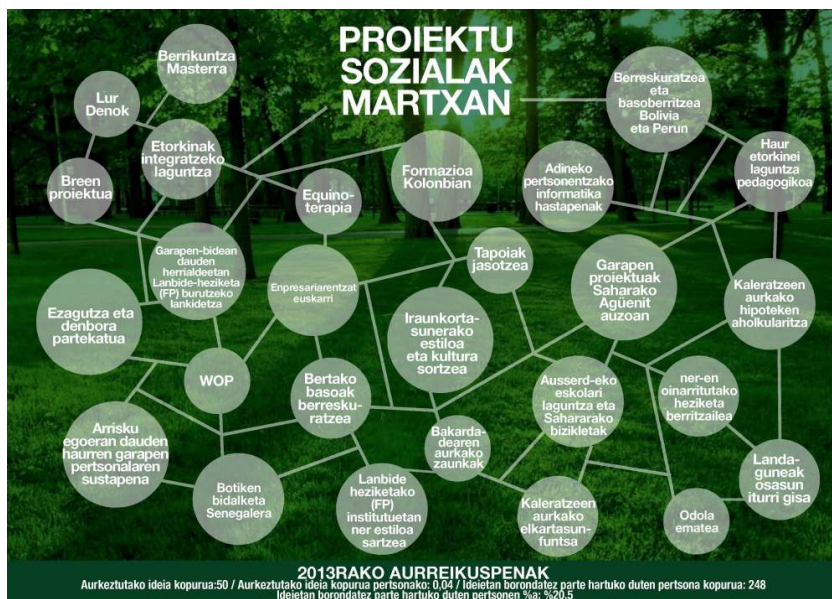 PROIEKTU
SOZIALAK
MARTXAN
Berrikuntza
Masterra
Lur
Denok
Etorkinak
integratzeko
laguntza
Breen
proiektua
Equino-
terapia
Formazioa
Kolonbian
Berreskuratzea
eta
basoberritzea
Bolivia
eta Perun
Adineko
pertsonentzako
informatika
hastapenak
Haur
etorkinei
laguntza
pedagogikoa
Garapen-bidean
dauden
herrialdeetan
Lanbide-heziketa
(FP) burutzeko
lankidetza
Enpresariarentzat
euskarri
Tapoiak
jasotzea
Garapen
proiektuak
Saharako
Agüenit
auzoan
Kaleratzeen
aurkako
hipoteken
aholkularitza
Ezagutza eta
denbora
partekatua
WOP
Iraunkorta-
sunerako
estiloa
eta kultura
sortzea
Bertako
basoak
berresku-
ratzea
Ausserd-eko
eskolari
laguntza eta
Sahararako
bizikletak
ner-en
oinarritutako
heziketa
berritzailea
Arrisku
egoeran dauden
haurren garapen
pertsonalaren
sustapena
Bakarda-
dearen
aurkako
zaunkak
Botiken
bidalketa
Senegalera
Lanbide
heziketako
(FP)
institutuetan
ner estiloa
sartzea
Kaleratzeen
aurkako
elkartasun-
funtsa
Odola
ematea
Landa-
guneak
osasun
iturri gisa
2013RAKO AURREIKUSPENAK
Aurkeztutako ideia kopurua:50 / Aurkeztutako ideia kopurua pertsonako: 0,04 / Ideietan borondatez parte hartuko duten pertsona kopurua: 248
Ideietan borondatez parte hartuko duten pertsonen %a: %20,5